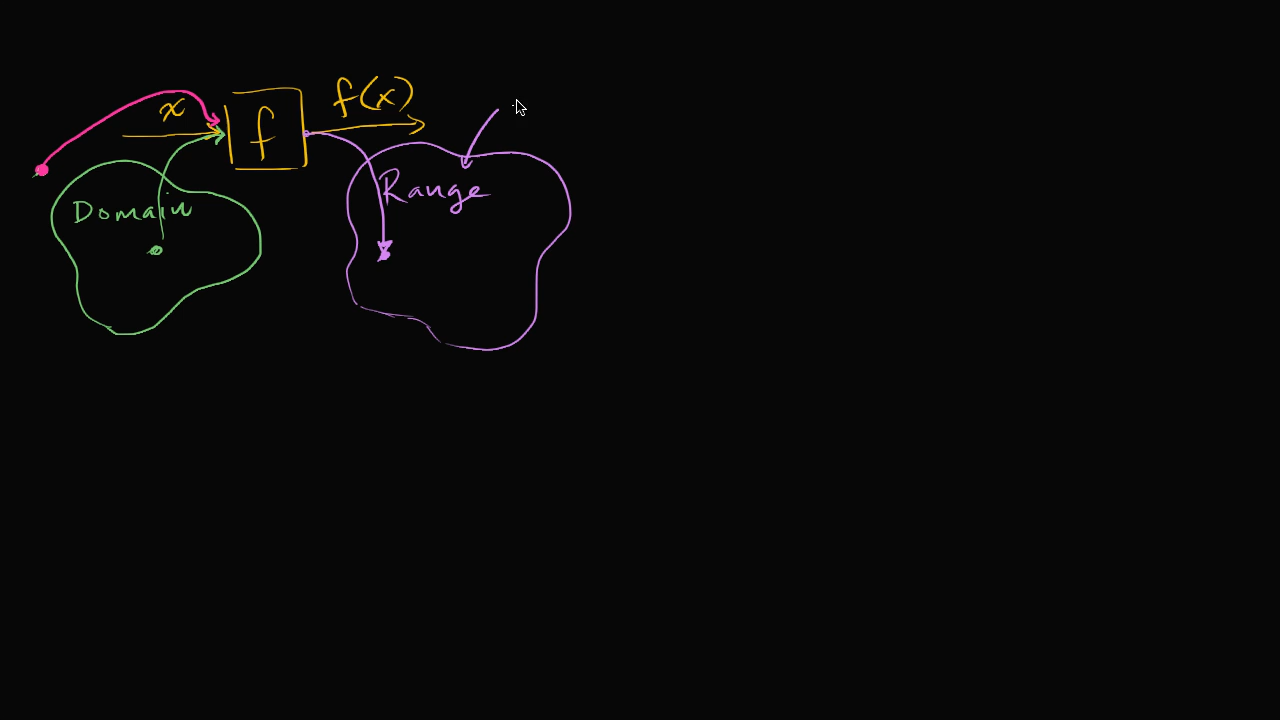 x
f
f(x)
Domain
Range